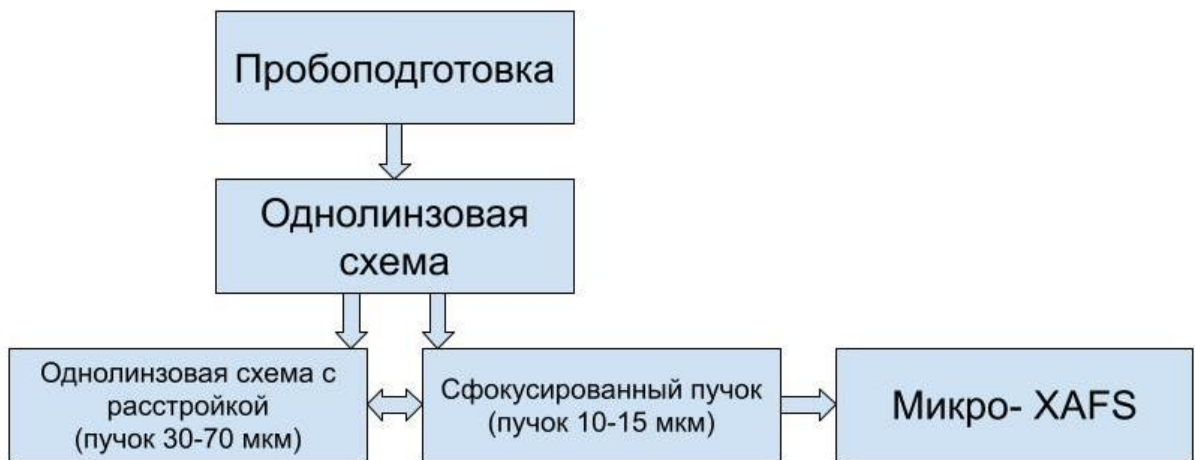 Пробоподготовка
Однолинзовая
схема
Однолинзовая схема с
расстройкой
(пучок 30-70 мкм)
Сфокусированный пучок
(пучок 10-15 мкм)
Микро- XAFS